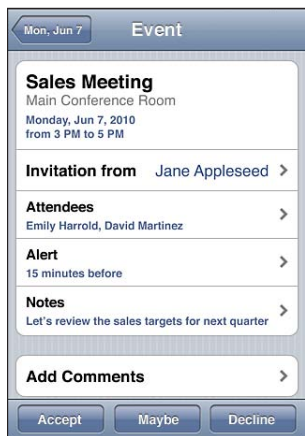 Mon, Jun 7
Event
Sales Meeting
Main Conference Room
Monday, Jun 7, 2010
from 3 PM to 5 PM
Invitation from Jane Appleseed
Attendees
Emily Harrold, David Martinez
Alert
15 minutes before
Notes
Let's review the sales targets for next quarter
Add Comments
Accept Maybe Decline